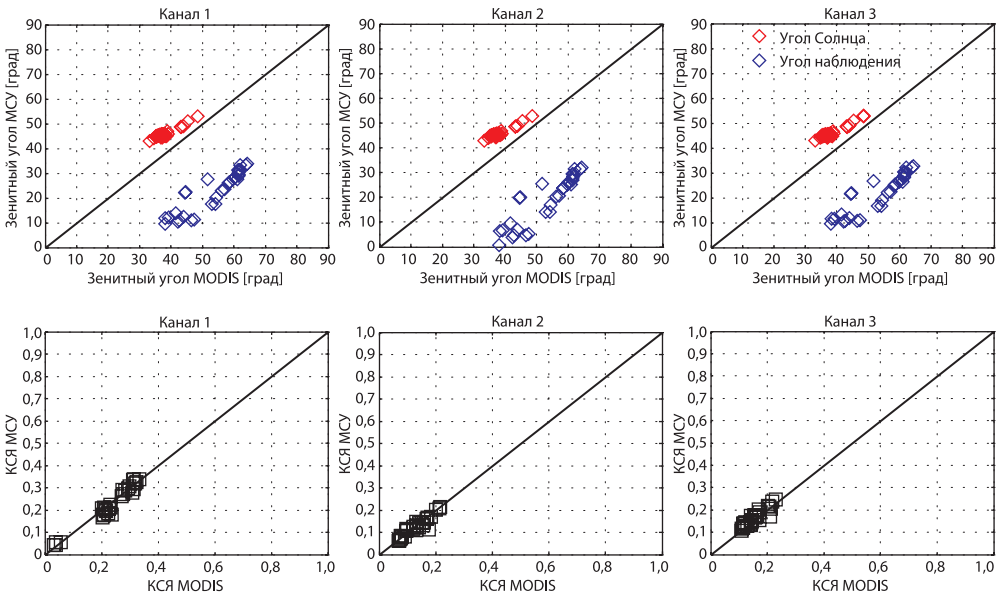 Канал 1
Канал 2
Канал 3
Зенитный угол МСУ [град]
90
80
70
60
50
40
30
20
10
0
0 10 20 30 40 50 60 70 80 90
Зенитный угол MODIS [град]
Зенитный угол МСУ [град]
90
80
70
60
50
40
30
20
10
0
0 10 20 30 40 50 60 70 80 90
Зенитный угол MODIS [град]
Зенитный угол МСУ [град]
90
80
70
60
50
40
30
20
10
0
Угол Солнца
Угол наблюдения
0 10 20 30 40 50 60 70 80 90
Зенитный угол MODIS [град]
Канал 1
Канал 2
Канал 3
КСЯ МСУ
1,0
0,9
0,8
0,7
0,6
0,5
0,4
0,3
0,2
0,1
0
0 0,2 0,4 0,6 0,8 1,0
КСЯ MODIS
КСЯ МСУ
1,0
0,9
0,8
0,7
0,6
0,5
0,4
0,3
0,2
0,1
0
0 0,2 0,4 0,6 0,8 1,0
КСЯ MODIS
КСЯ МСУ
1,0
0,9
0,8
0,7
0,6
0,5
0,4
0,3
0,2
0,1
0
0 0,2 0,4 0,6 0,8 1,0
КСЯ MODIS